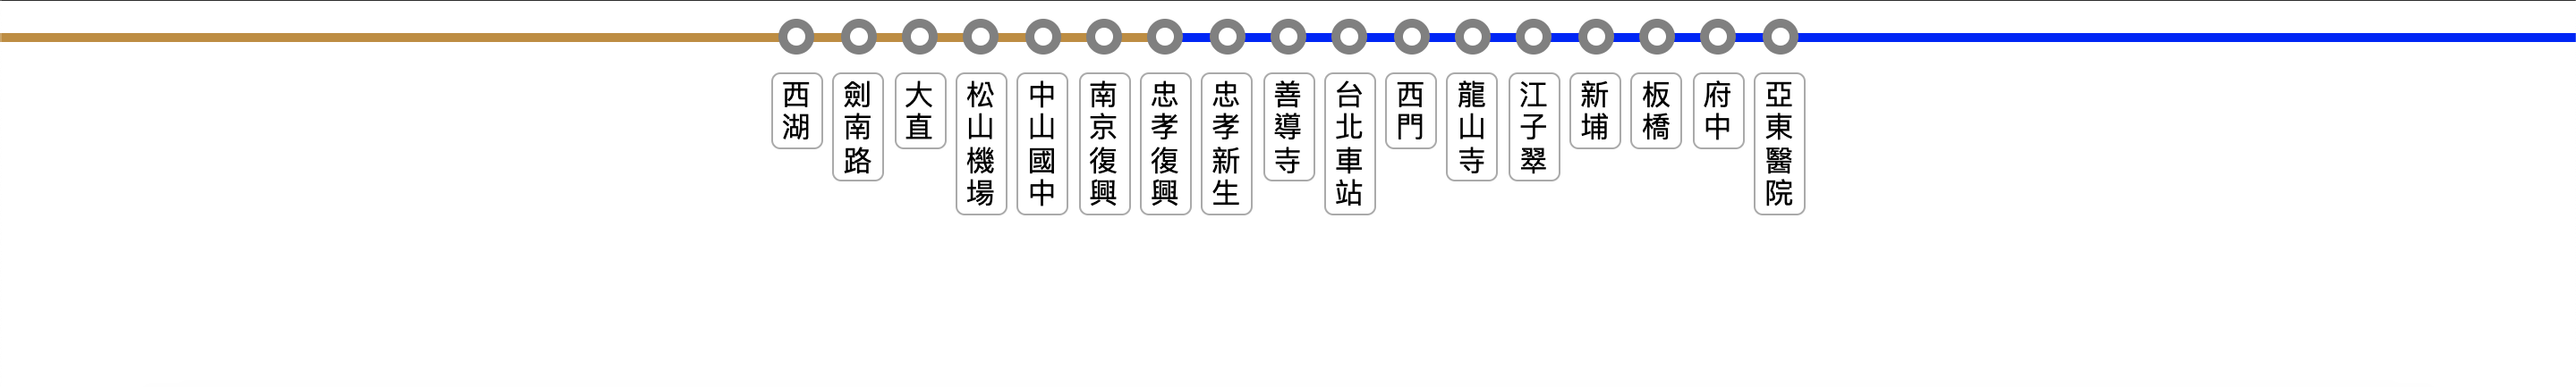 西湖
劍南路
大直
松山機場
中山國中
南京復興
忠孝復興
忠孝新生
善導寺
台北車站
西門
龍山寺
江子翠
新埔
板橋
府中
亞東醫院